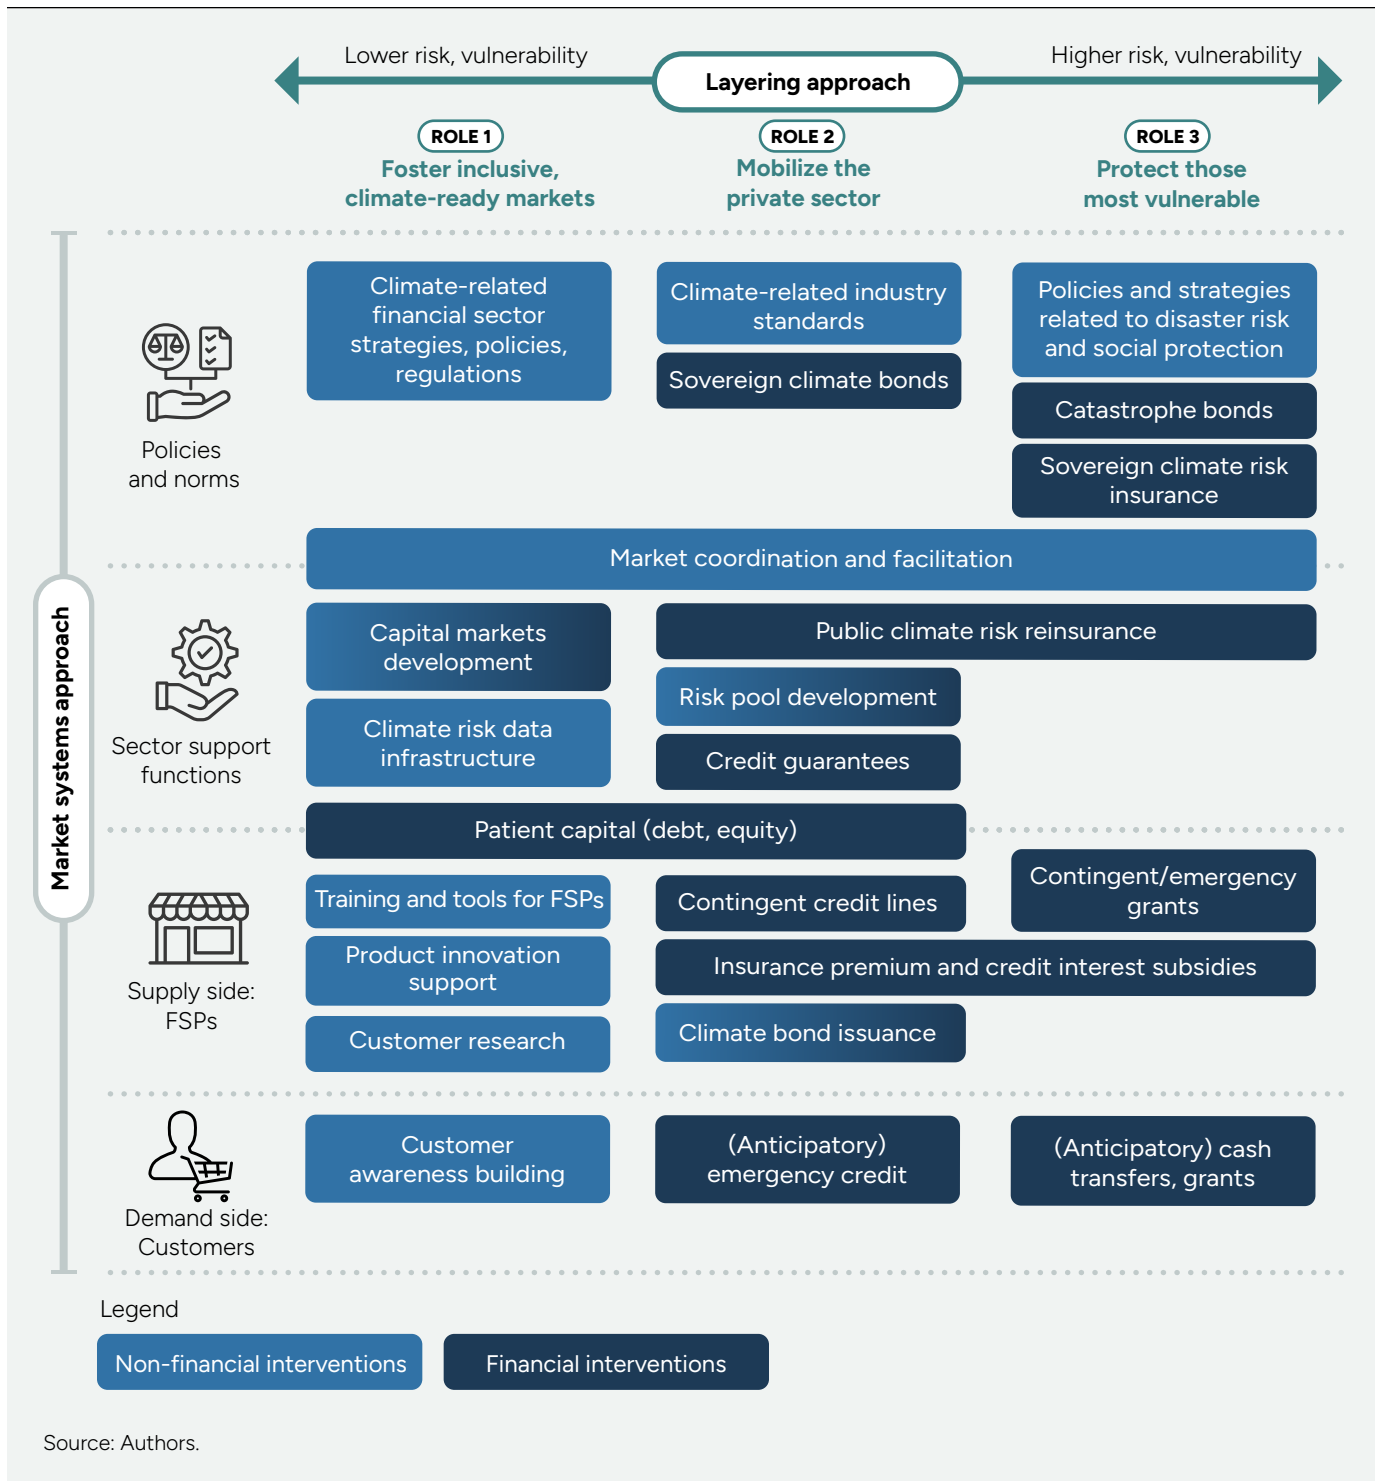 Lower risk, vulnerability
Layering approach
Higher risk, vulnerability
ROLE 1
Foster inclusive,
climate-ready markets
ROLE 2
Mobilize the
private sector
ROLE 3
Protect those
most vulnerable
Market systems approach
Policies
and norms
Climate-related
financial sector
strategies, policies,
regulations
Climate-related industry
standards
Sovereign climate bonds
Policies and strategies
related to disaster risk
and social protection
Catastrophe bonds
Sovereign climate risk
insurance
Market coordination and facilitation
Sector support
functions
Capital markets
development
Climate risk data
infrastructure
Public climate risk reinsurance
Risk pool development
Credit guarantees
Patient capital (debt, equity)
Supply side:
FSPs
Training and tools for FSPs
Product innovation
support
Customer research
Contingent credit lines
Contingent/emergency
grants
Insurance premium and credit interest subsidies
Climate bond issuance
Demand side:
Customers
Customer
awareness building
(Anticipatory)
emergency credit
(Anticipatory) cash
transfers, grants
Legend
Non-financial interventions
Financial interventions
Source: Authors.